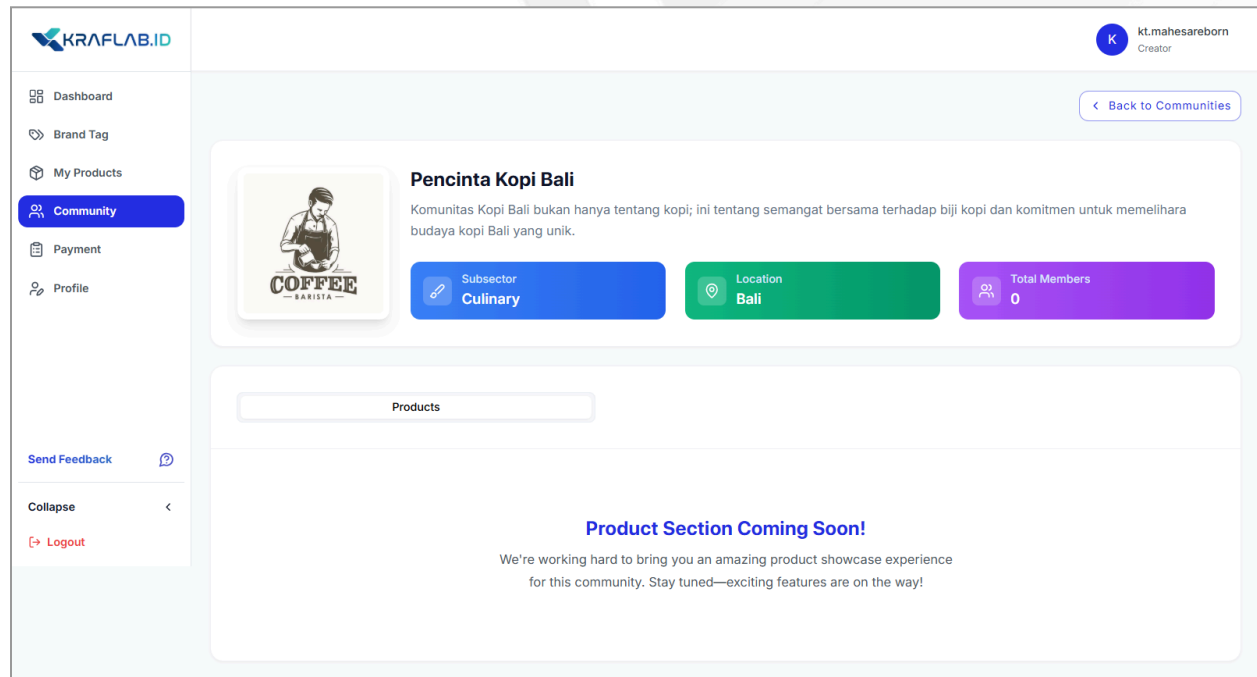 KRAFLAB.ID
K
kt.mahesareborn
Creator
Dashboard
Brand Tag
My Products
Community
Payment
Profile
Send Feedback
Collapse
Logout
Back to Communities
COFFEE
BARISTA
Pencinta Kopi Bali
Komunitas Kopi Bali bukan hanya tentang kopi; ini tentang semangat bersama terhadap biji kopi dan komitmen untuk memelihara
budaya kopi Bali yang unik.
Subsector
Culinary
Location
Bali
Total Members
0
Products
Product Section Coming Soon!
We're working hard to bring you an amazing product showcase experience
for this community. Stay tuned—exciting features are on the way!